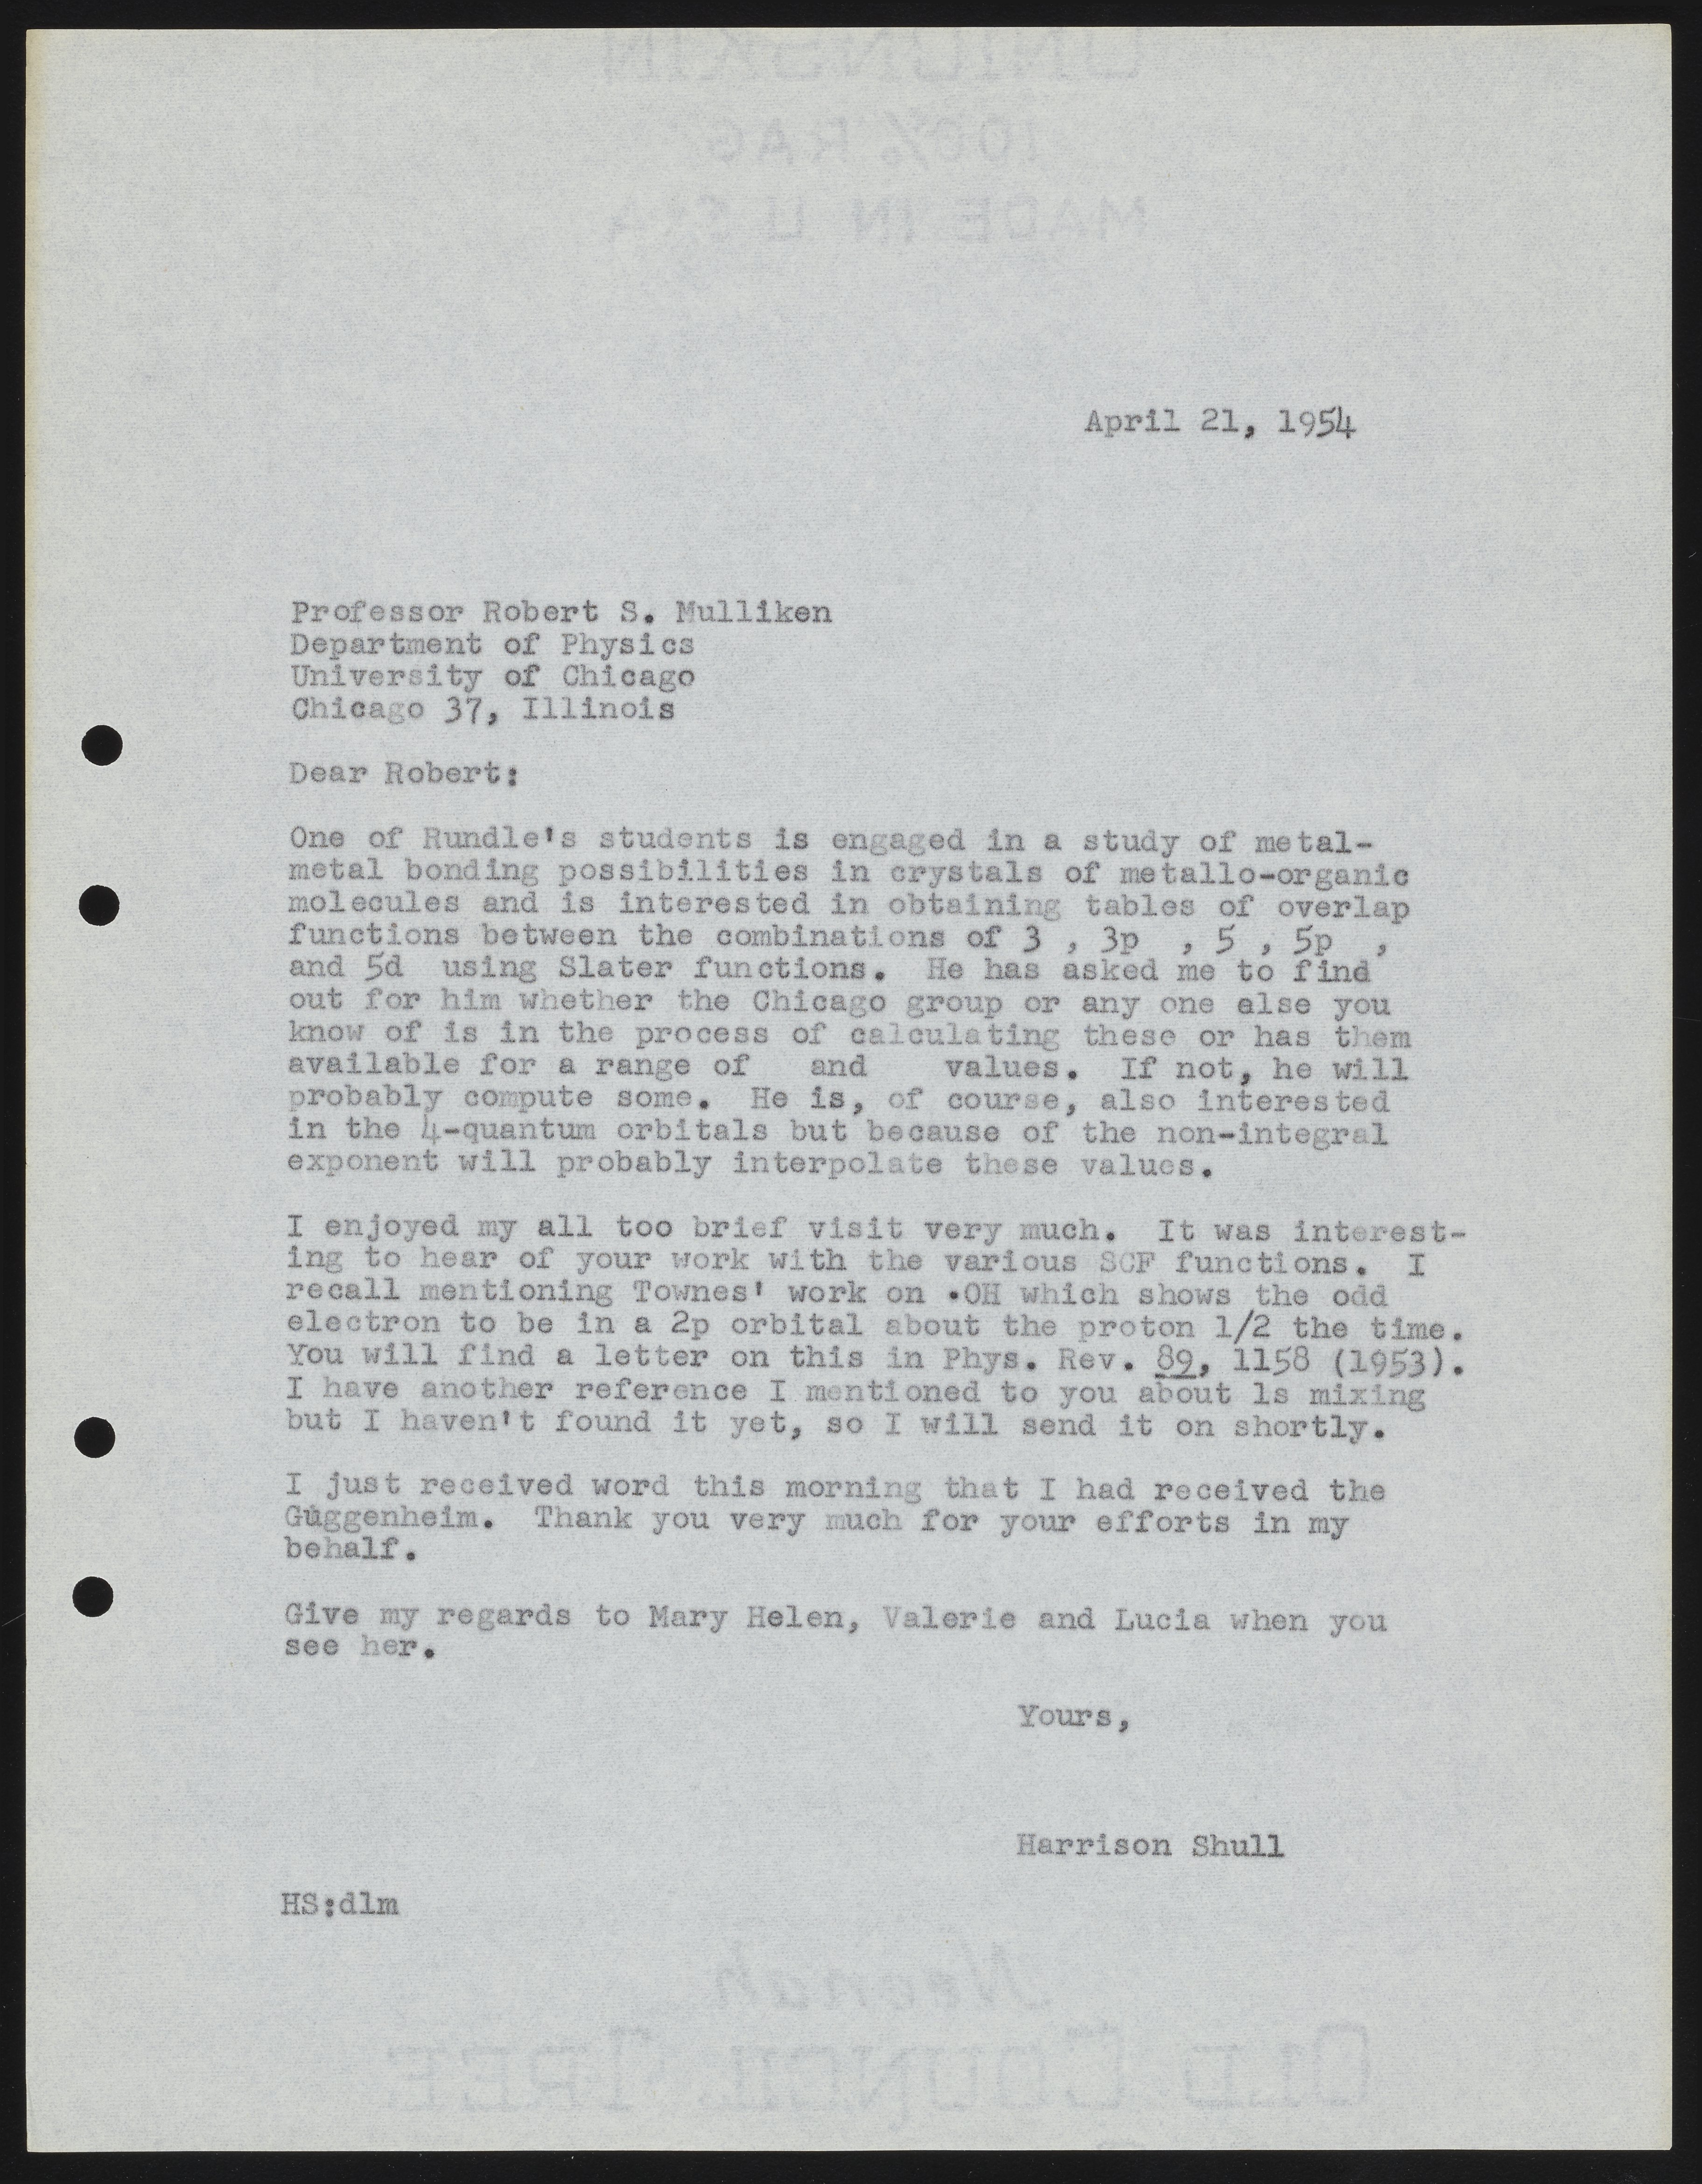 ONIONSKIN
100% RAG
MADE IN U S A
April 21, 1954
Professor Robert S. Mulliken
Department of Physics
University of Chicago
Chicago 37, Illinois
Dear Robert:
One of Rundle's students is engaged in a study of metal-
metal bonding possibilities in crystals of metallo-organic
molecules and is interested in obtaining tables of overlap
functions between the combinations of 3 , 3p , 5 , 5p ,
and 5d using Slater functions. He has asked me to find
out for him whether the Chicago group or any one else you
know of is in the process of calculating these or has them
available for a range of and values. If not, he will
probably compute some. He is, of course, also interested
in the 4-quantum orbitals but because of the non-integral
exponent will probably interpolate these values.
I enjoyed my all too brief visit very much. It was interest-
ing to hear of your work with the various SCF functions. I
recall mentioning Townes' work on •OH which shows the odd
electron to be in a 2p orbital about the proton 1/2 the time.
You will find a letter on this in Phys. Rev. 89, 1158 (1953).
I have another reference I mentioned to you about 1s mixing
but I haven't found it yet, so I will send it on shortly.
I just received word this morning that I had received the
Guggenheim. Thank you very much for your efforts in my
behalf.
Give my regards to Mary Helen, Valerie and Lucia when you
see her.
Yours,
Harrison Shull
HS:dlm
Neenah
OLD COUNCIL TREE